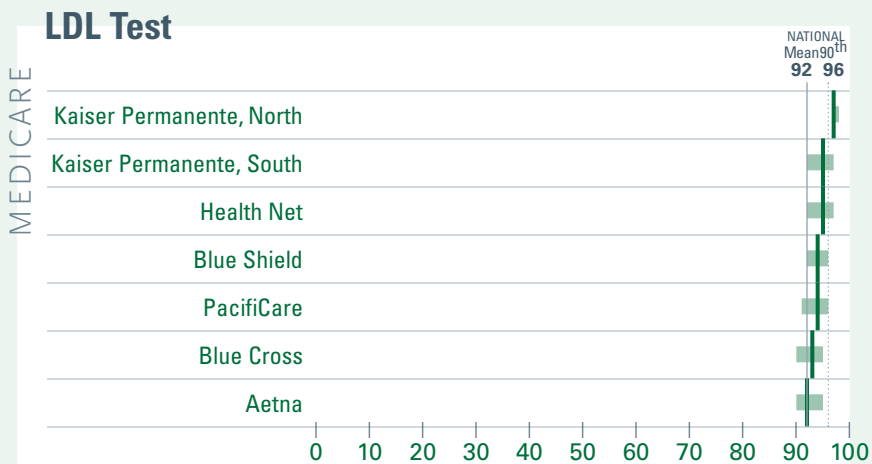 LDL Test
NATIONAL
Mean 90th
92 96
MEDICARE
Kaiser Permanente, North
Kaiser Permanente, South
Health Net
Blue Shield
PacifiCare
Blue Cross
Aetna
0 10 20 30 40 50 60 70 80 90 100